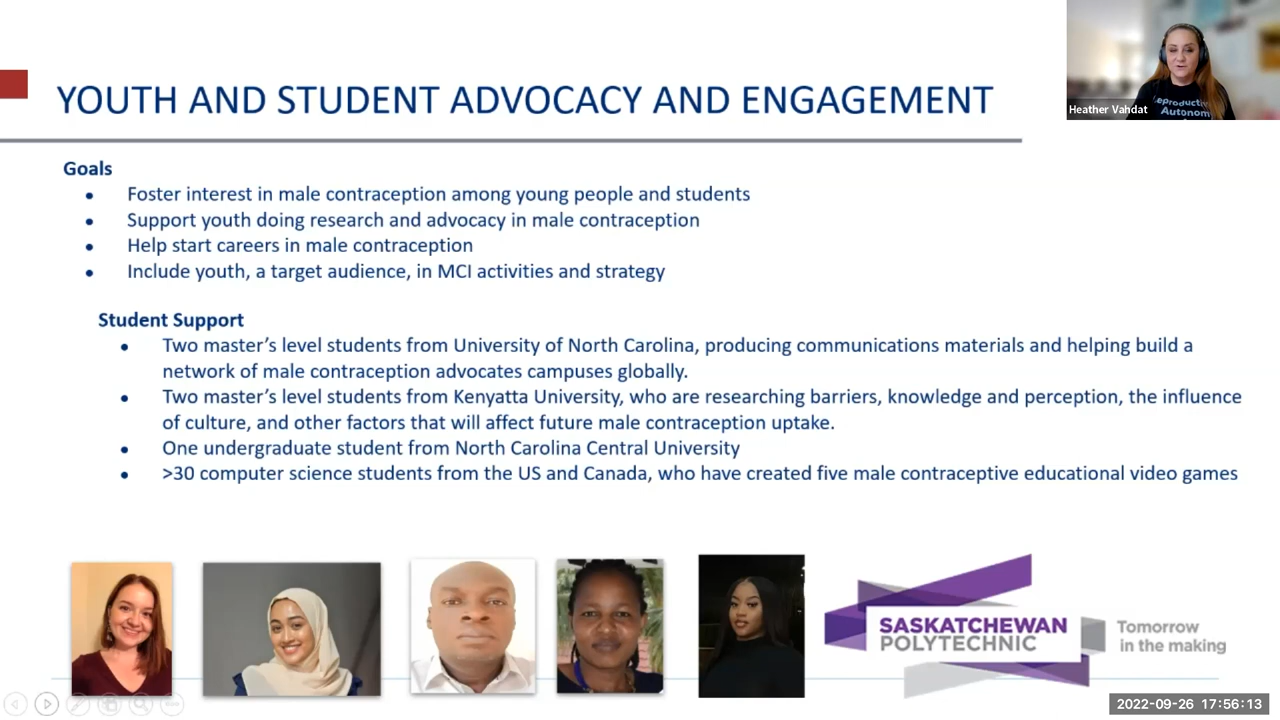 YOUTH AND STUDENT ADVOCACY AND ENGAGEMENT
Heather Vahdat
Reproductive
Autonomy
Goals
• Foster interest in male contraception among young people and students
• Support youth doing research and advocacy in male contraception
• Help start careers in male contraception
• Include youth, a target audience, in MCI activities and strategy
Student Support
• Two master’s level students from University of North Carolina, producing communications materials and helping build a
network of male contraception advocates campuses globally.
• Two master’s level students from Kenyatta University, who are researching barriers, knowledge and perception, the influence
of culture, and other factors that will affect future male contraception uptake.
• One undergraduate student from North Carolina Central University
• >30 computer science students from the US and Canada, who have created five male contraceptive educational video games
SASKATCHEWAN
POLYTECHNIC
Tomorrow
in the making
2022-09-26 17:56:13